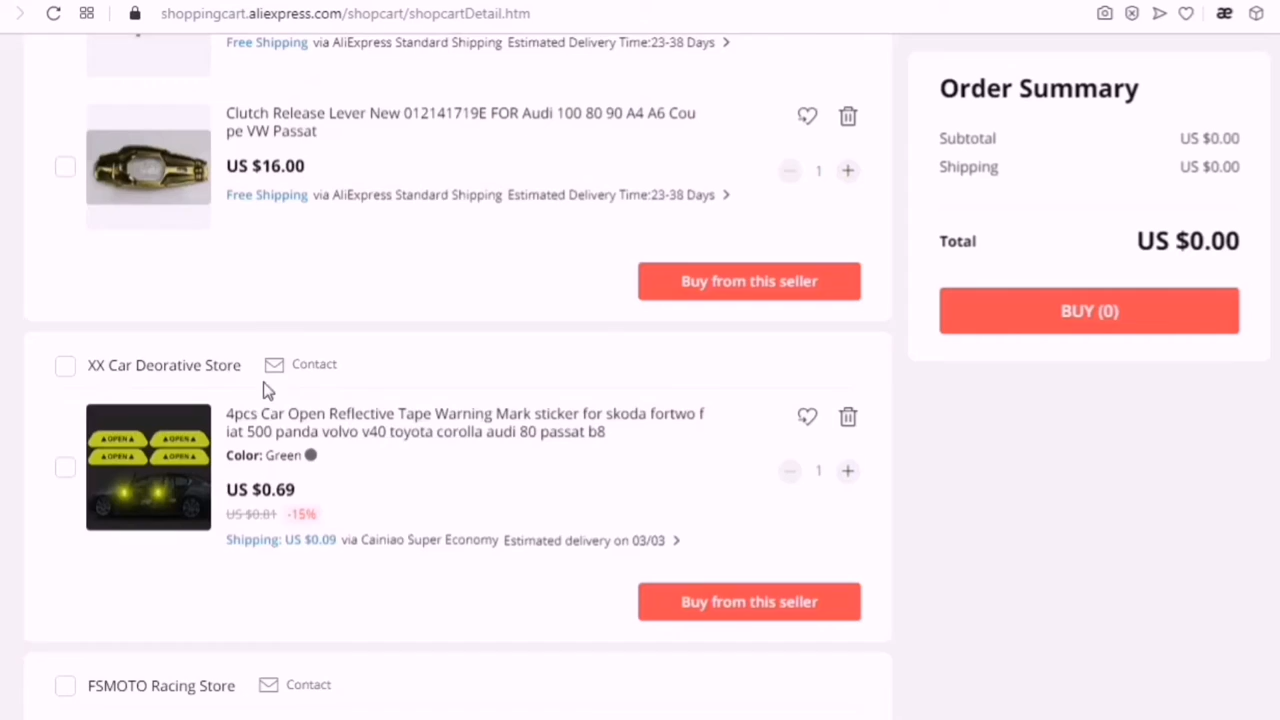 shoppingcart.aliexpress.com/shopcart/shopcartDetail.htm
Free Shipping via AliExpress Standard Shipping Estimated Delivery Time:23-38 Days
Clutch Release Lever New 012141719E FOR Audi 100 80 90 A4 A6 Cou
pe VW Passat
US $16.00
1
Free Shipping via AliExpress Standard Shipping Estimated Delivery Time:23-38 Days
Buy from this seller
XX Car Deorative Store
Contact
▲OPEN▲ ▲OPEN▲
▲OPEN▲ ▲OPEN▲
4pcs Car Open Reflective Tape Warning Mark sticker for skoda fortwo f
iat 500 panda volvo v40 toyota corolla audi 80 passat b8
Color: Green
US $0.69
1
US $0.81 -15%
Shipping: US $0.09 via Cainiao Super Economy Estimated delivery on 03/03
Buy from this seller
FSMOTO Racing Store
Contact
Order Summary
Subtotal US $0.00
Shipping US $0.00
Total US $0.00
BUY (0)